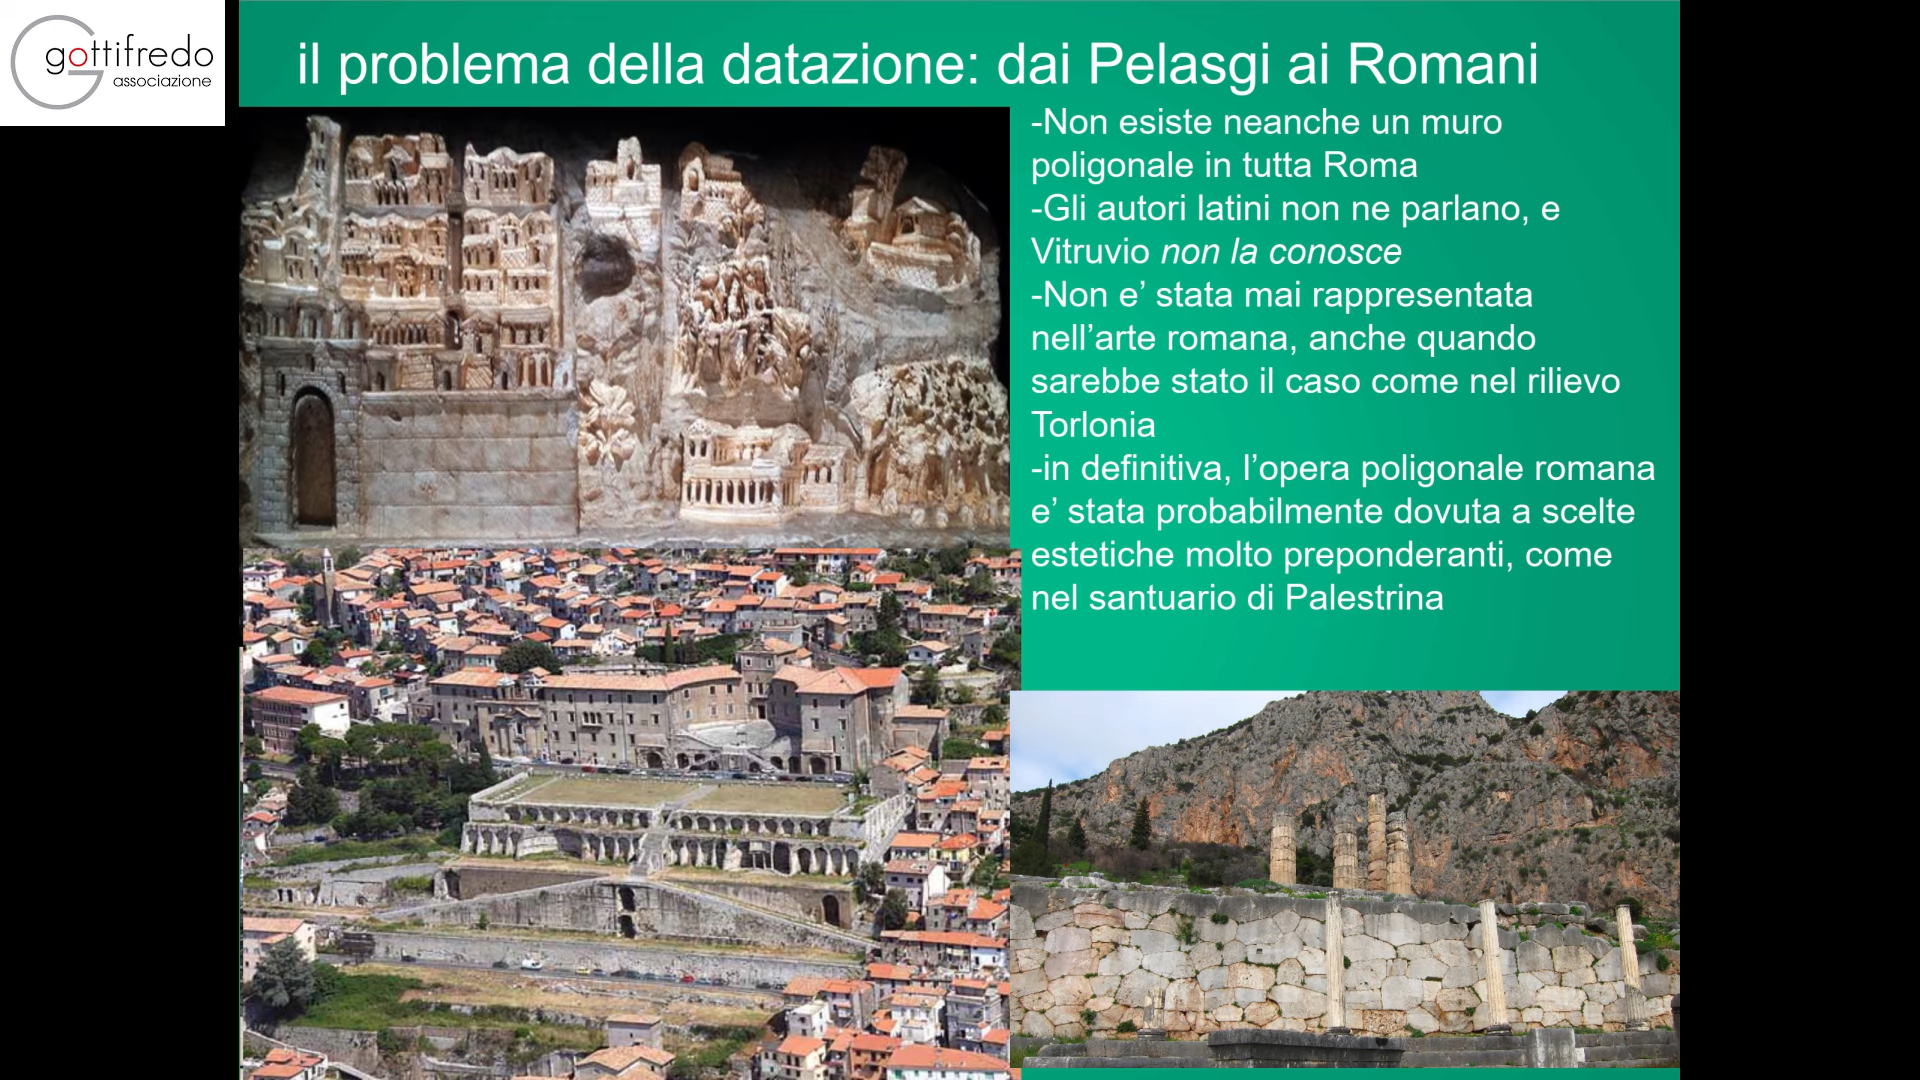 gottifredo
associazione
il problema della datazione: dai Pelasgi ai Romani
-Non esiste neanche un muro
poligonale in tutta Roma
-Gli autori latini non ne parlano, e
Vitruvio non la conosce
-Non e’ stata mai rappresentata
nell’arte romana, anche quando
sarebbe stato il caso come nel rilievo
Torlonia
-in definitiva, l’opera poligonale romana
e’ stata probabilmente dovuta a scelte
estetiche molto preponderanti, come
nel santuario di Palestrina